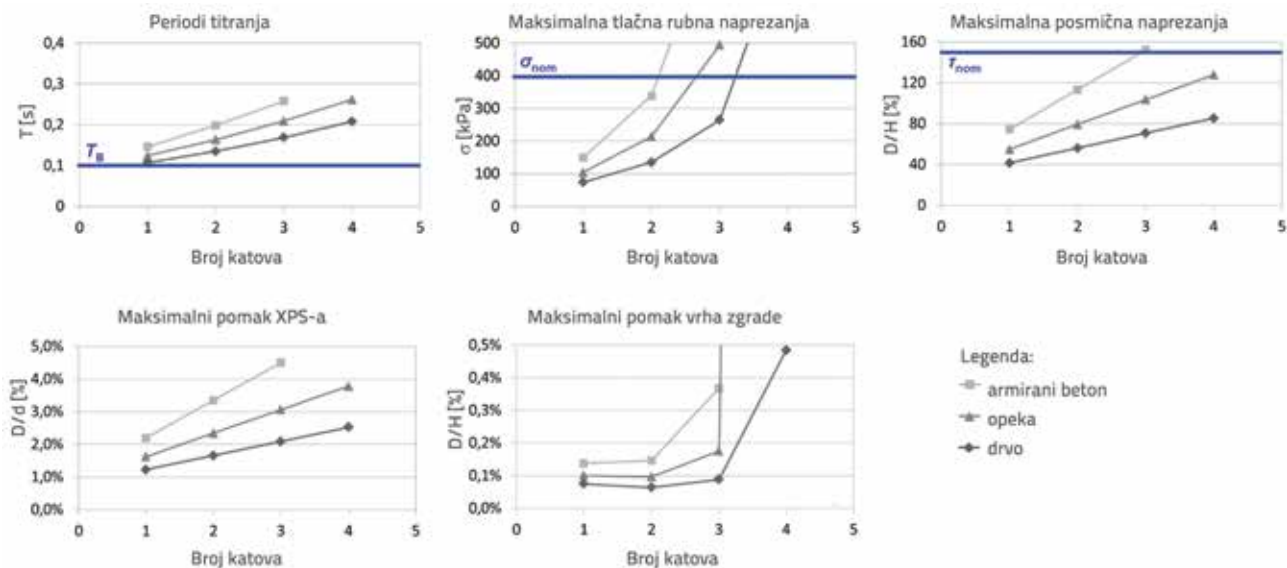 Periodi titranja
T [s]
0,4
0,3
0,2
0,1
0
T_B
0 1 2 3 4 5
Broj katova
Maksimalna tlačna rubna naprezanja
σ [kPa]
500
400
300
200
100
0
σnom
0 1 2 3 4 5
Broj katova
Maksimalna posmična naprezanja
D/H [%]
160
120
80
40
0
τnom
0 1 2 3 4 5
Broj katova
Maksimalni pomak XPS-a
D/d [%]
5,0%
4,0%
3,0%
2,0%
1,0%
0,0%
0 1 2 3 4 5
Broj katova
Maksimalni pomak vrha zgrade
D/H [%]
0,5%
0,4%
0,3%
0,2%
0,1%
0,0%
0 1 2 3 4 5
Broj katova
Legenda:
armirani beton
opeka
drvo